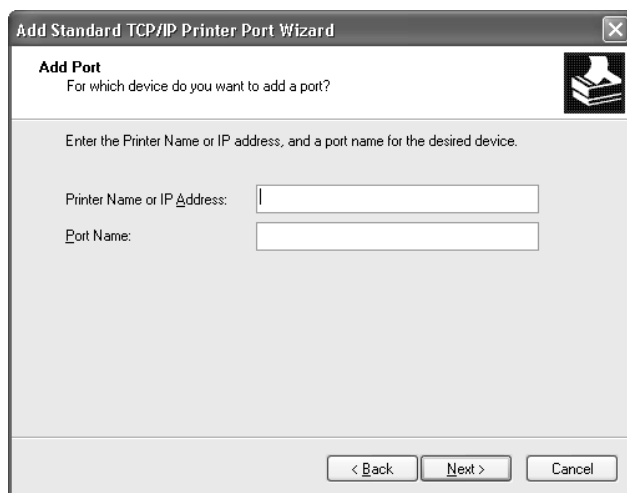 Add Standard TCP/IP Printer Port Wizard
Add Port
For which device do you want to add a port?
Enter the Printer Name or IP address, and a port name for the desired device.
Printer Name or IP Address:
Port Name:
< Back
Next >
Cancel